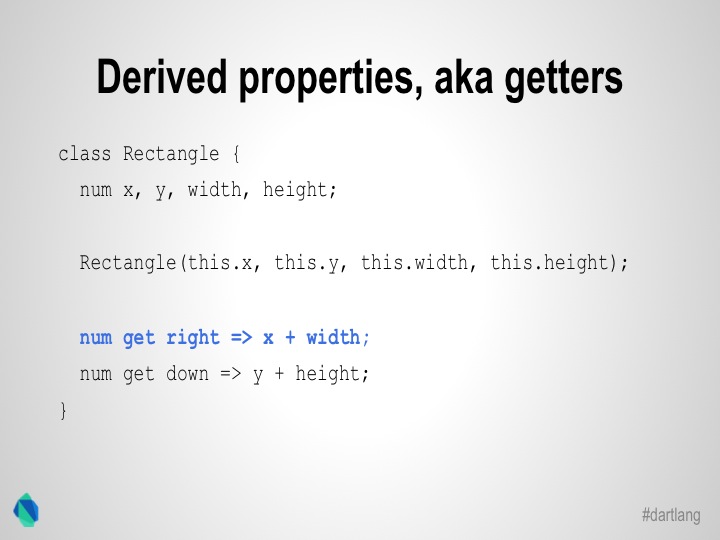 Derived properties, aka getters
class Rectangle {
  num x, y, width, height;
  Rectangle(this.x, this.y, this.width, this.height);
  num get right => x + width;
  num get down => y + height;
}
#dartlang